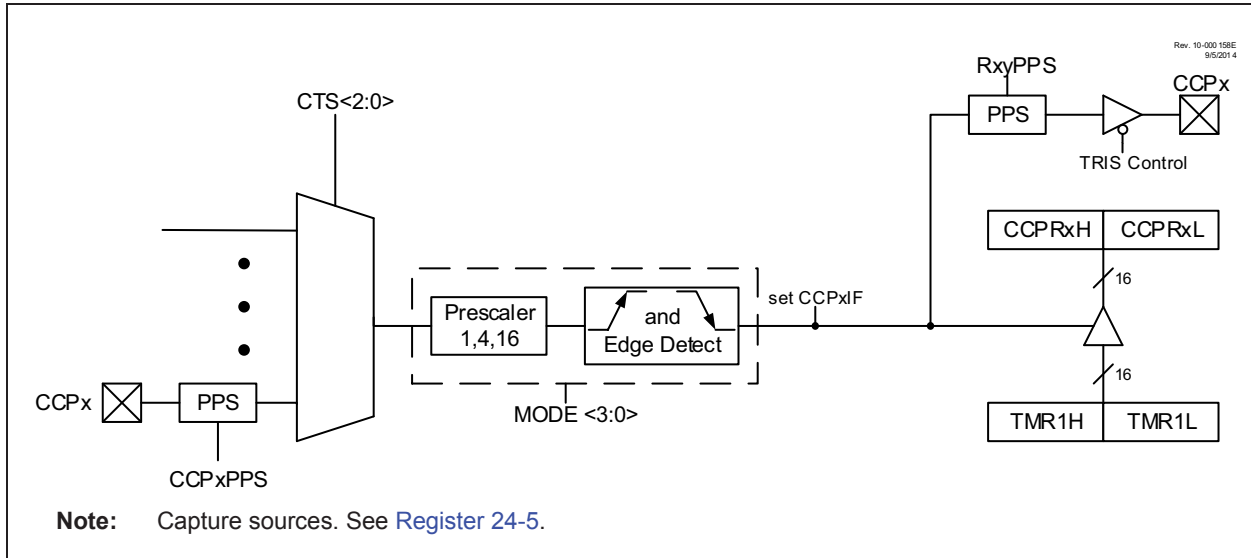 Rev. 10-000 158E
9/5/2014
RxyPPS
CCPx
CTS<2:0>
PPS
TRIS Control
CCPRxH CCPRxL
16
set CCPxIF
Prescaler
1,4,16
and
Edge Detect
16
CCPx
PPS
MODE <3:0>
TMR1H TMR1L
CCPxPPS
Note: Capture sources. See Register 24-5.